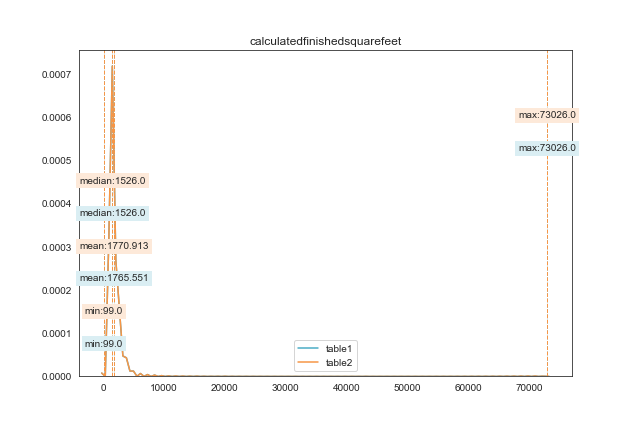 calculatedfinishedsquarefeet
0.0007
0.0006
max:73026.0
0.0005
max:73026.0
median:1526.0
0.0004
median:1526.0
0.0003
mean:1770.913
mean:1765.551
0.0002
min:99.0
0.0001
min:99.0
table1
table2
0.0000
0 10000 20000 30000 40000 50000 60000 70000